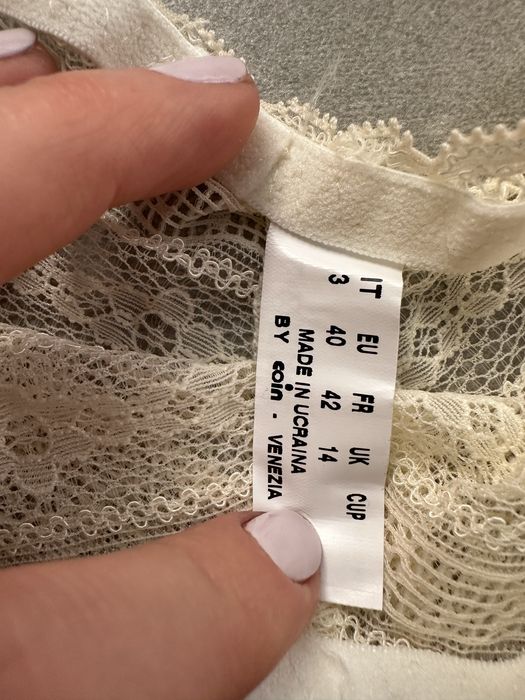 IT EU FR UK CUP
3 40 42 14
MADE IN UCRAINA
BY coin - VENEZIA